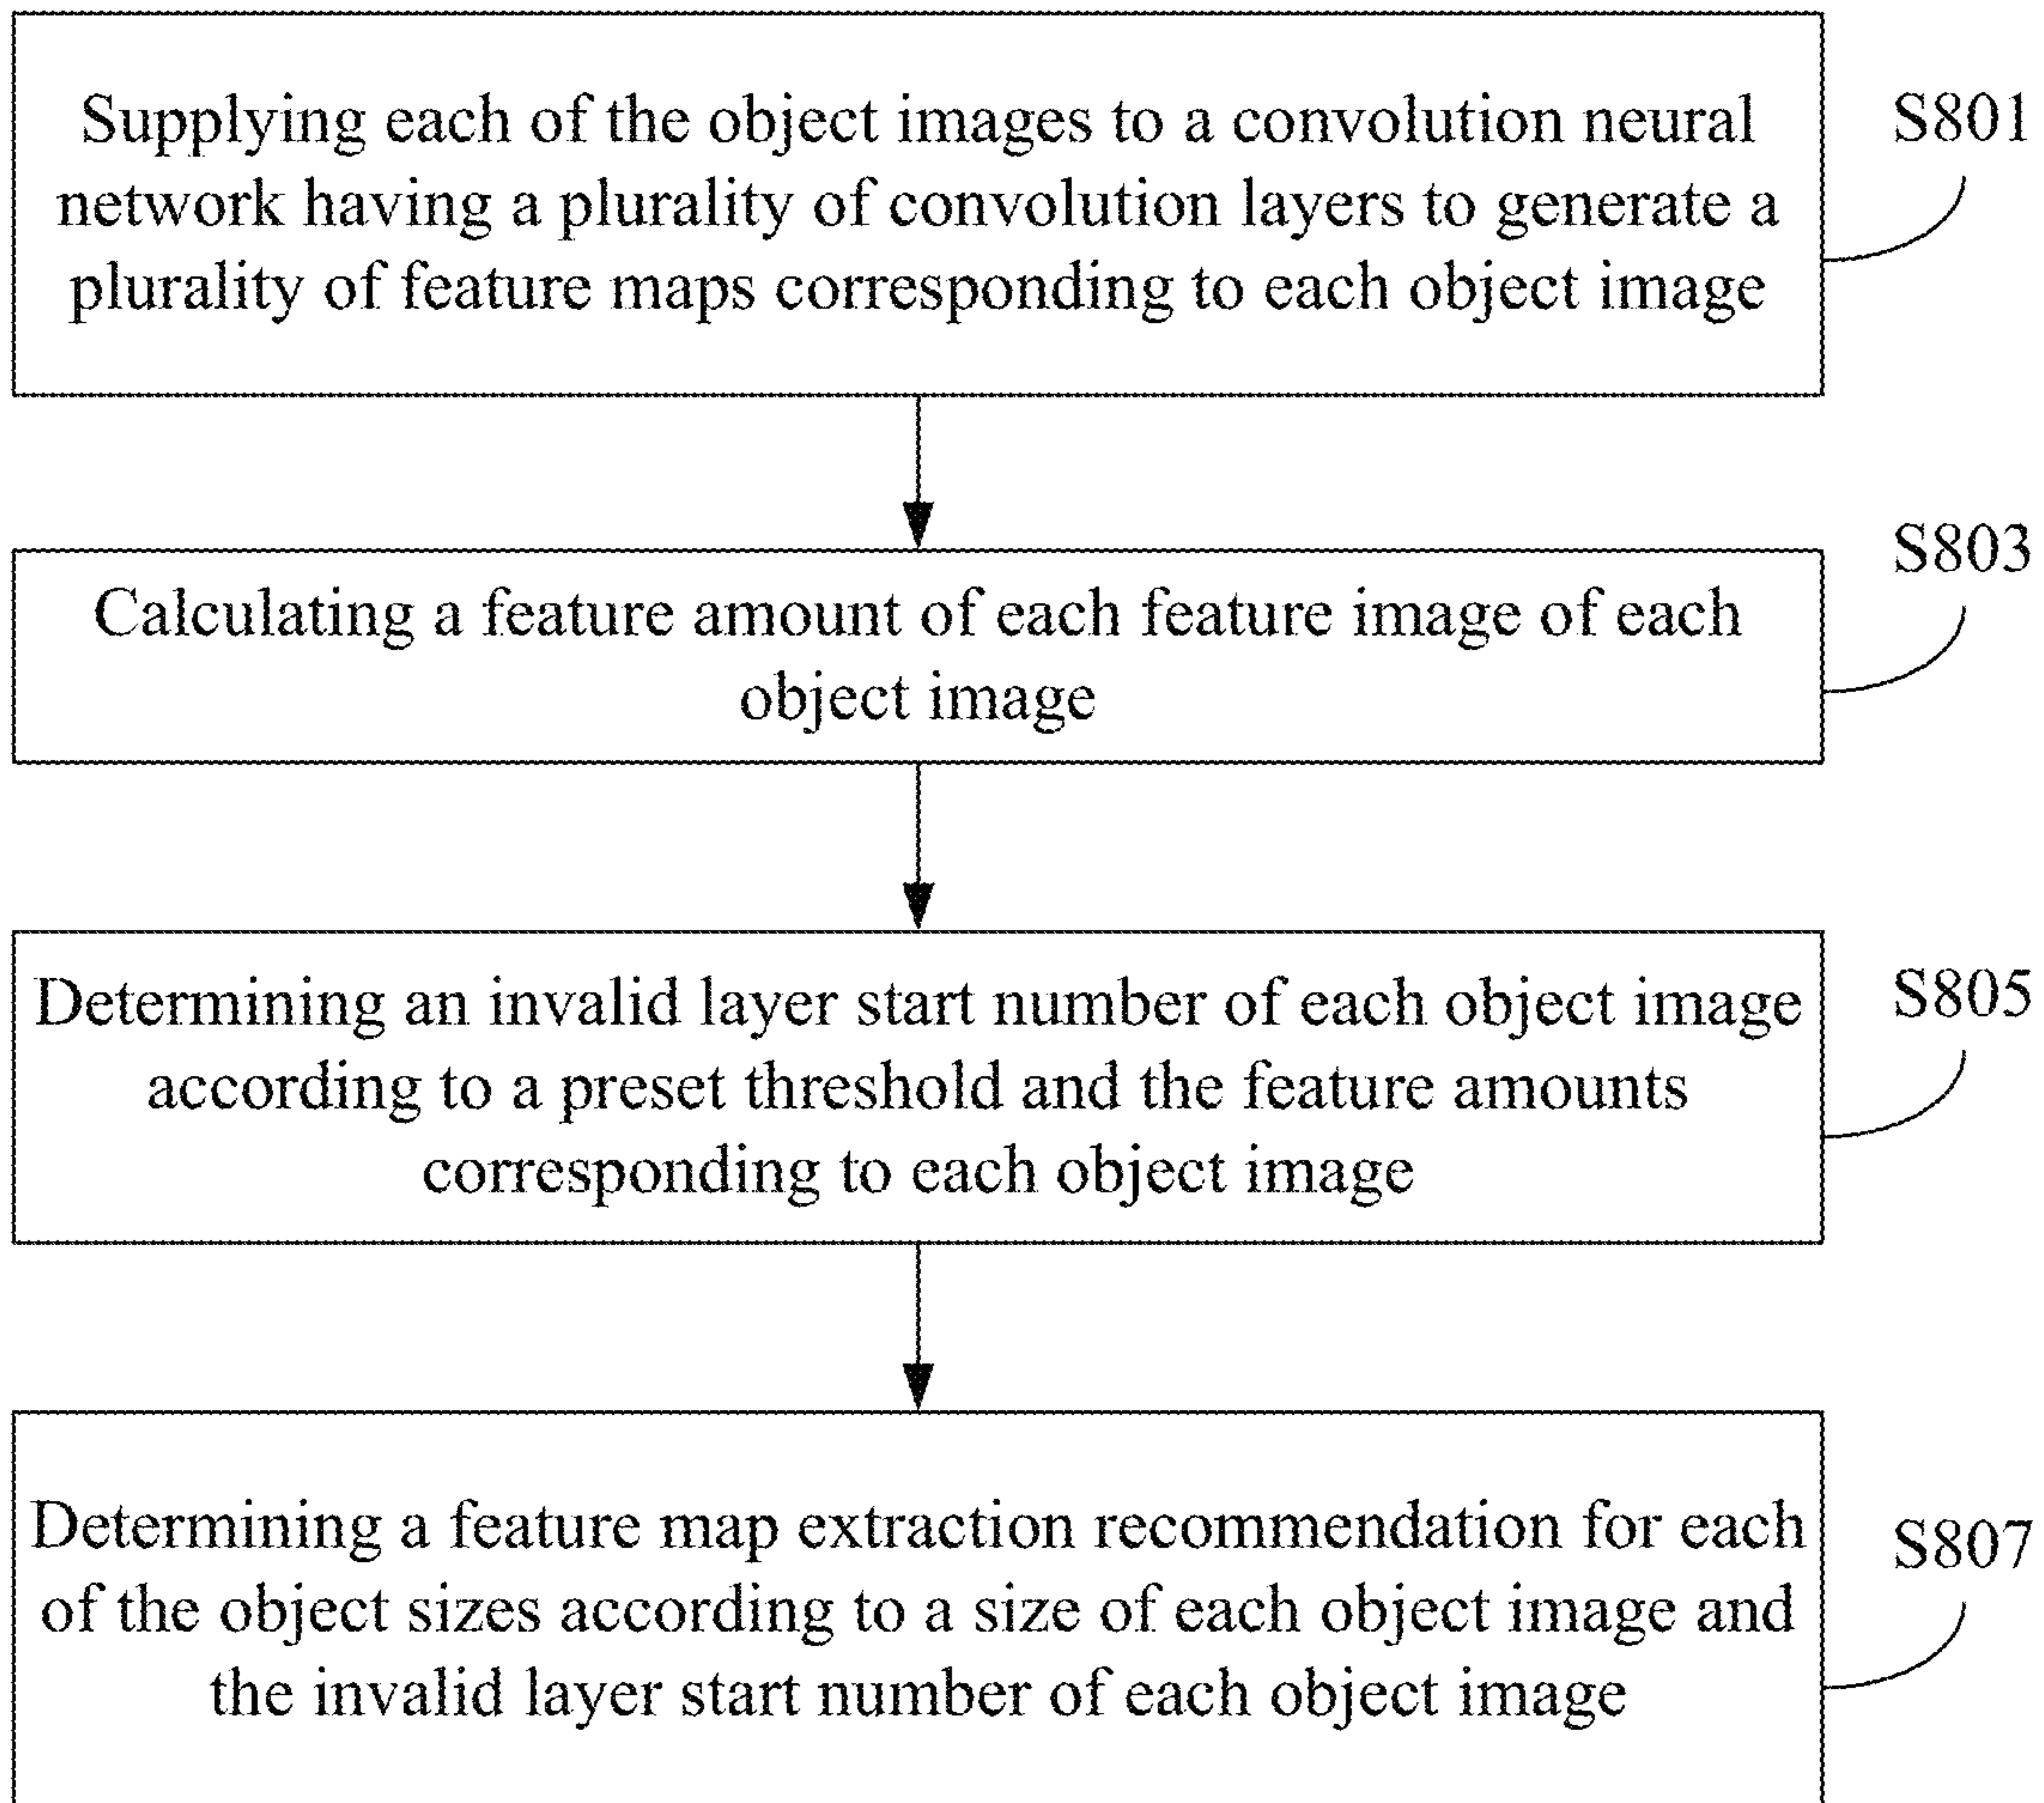 Supplying each of the object images to a convolution neural
network having a plurality of convolution layers to generate a
plurality of feature maps corresponding to each object image
S801
Calculating a feature amount of each feature image of each
object image
S803
Determining an invalid layer start number of each object image
according to a preset threshold and the feature amounts
corresponding to each object image
S805
Determining a feature map extraction recommendation for each
of the object sizes according to a size of each object image and
the invalid layer start number of each object image
S807